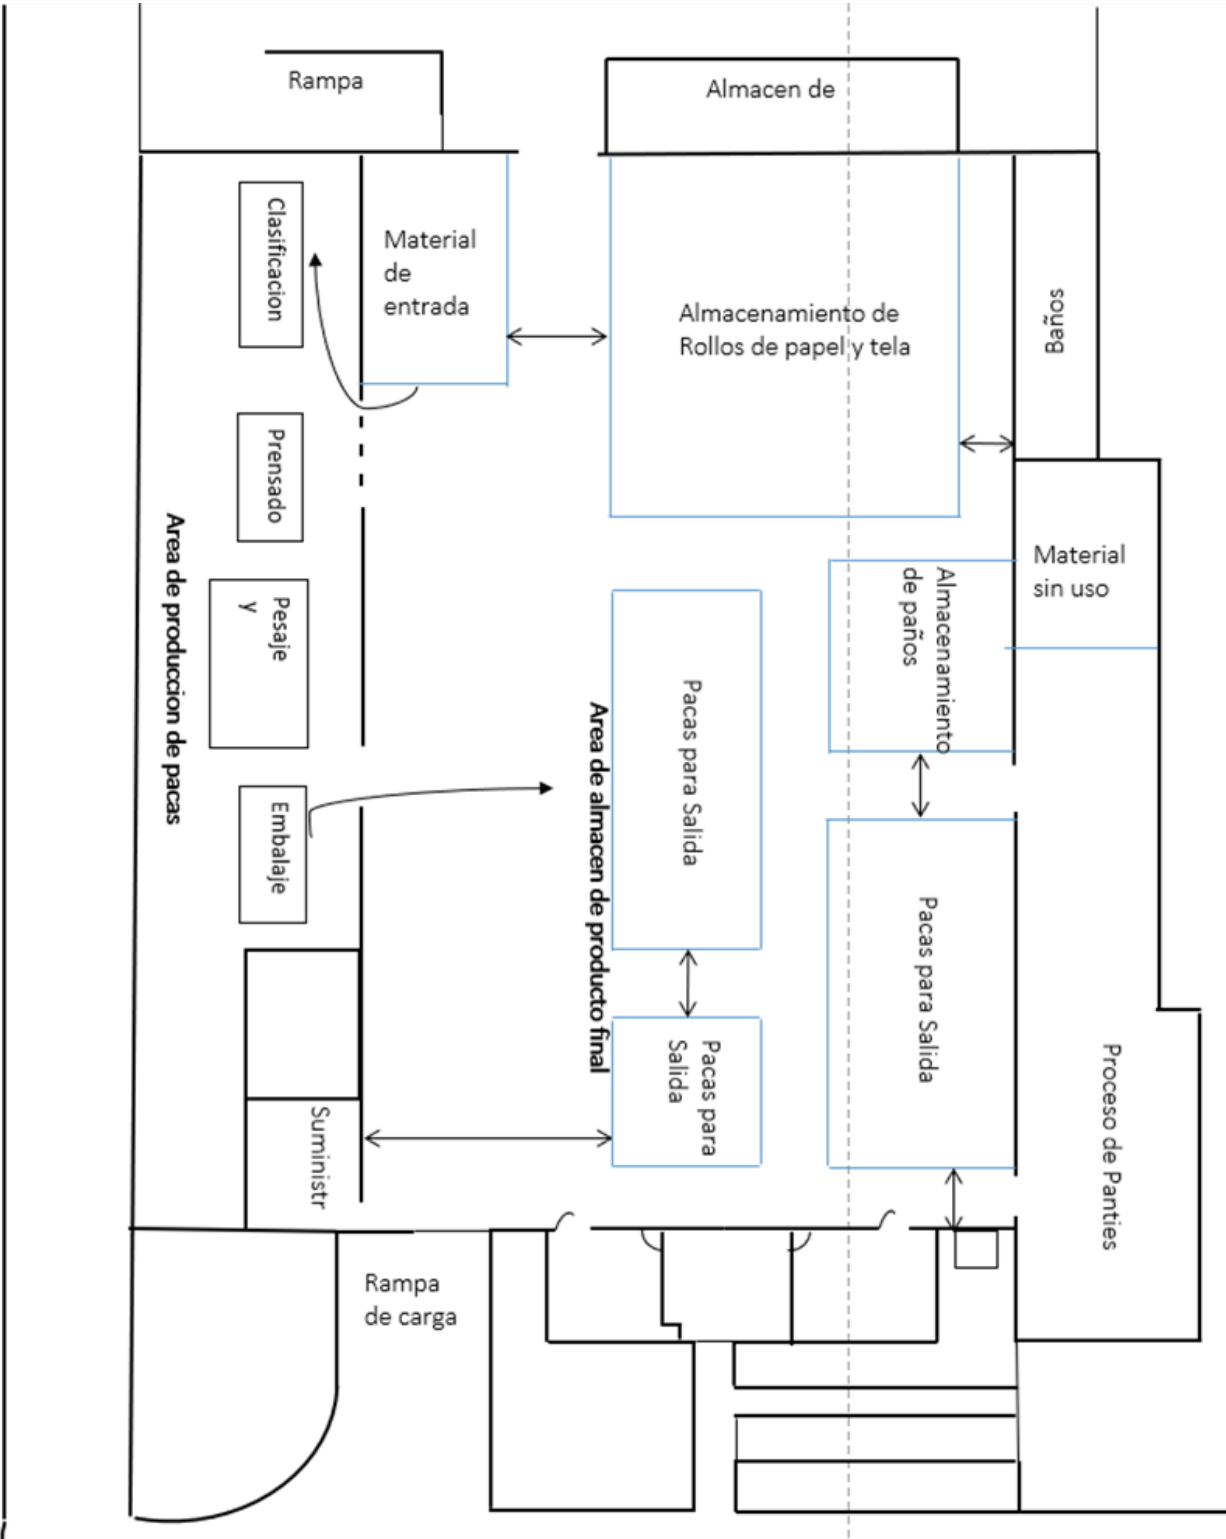 Rampa
Almacen de
Clasificacion
Material
de
entrada
Almacenamiento de
Rollos de papel y tela
Baños
Prensado
Area de produccion de pacas
Pesaje
y
Embalaje
Material
sin uso
Almacenamiento
de paños
Pacas para Salida
Area de almacen de producto final
Pacas para Salida
Pacas para
Salida
Proceso de Panties
Suministr
Rampa
de carga